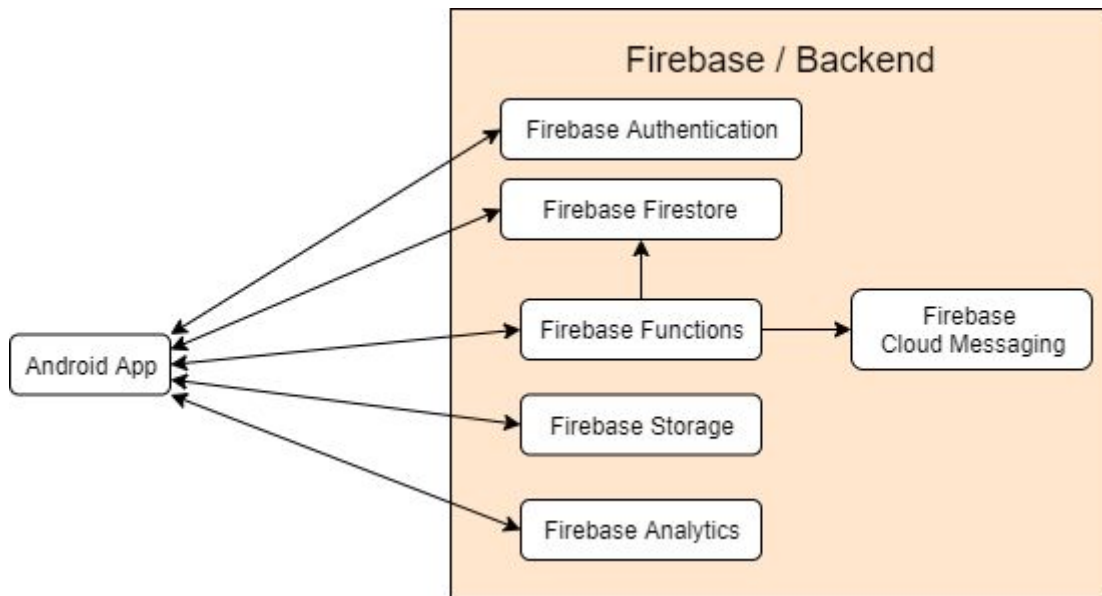 Firebase / Backend
Firebase Authentication
Firebase Firestore
Firebase Functions
Firebase
Cloud Messaging
Android App
Firebase Storage
Firebase Analytics